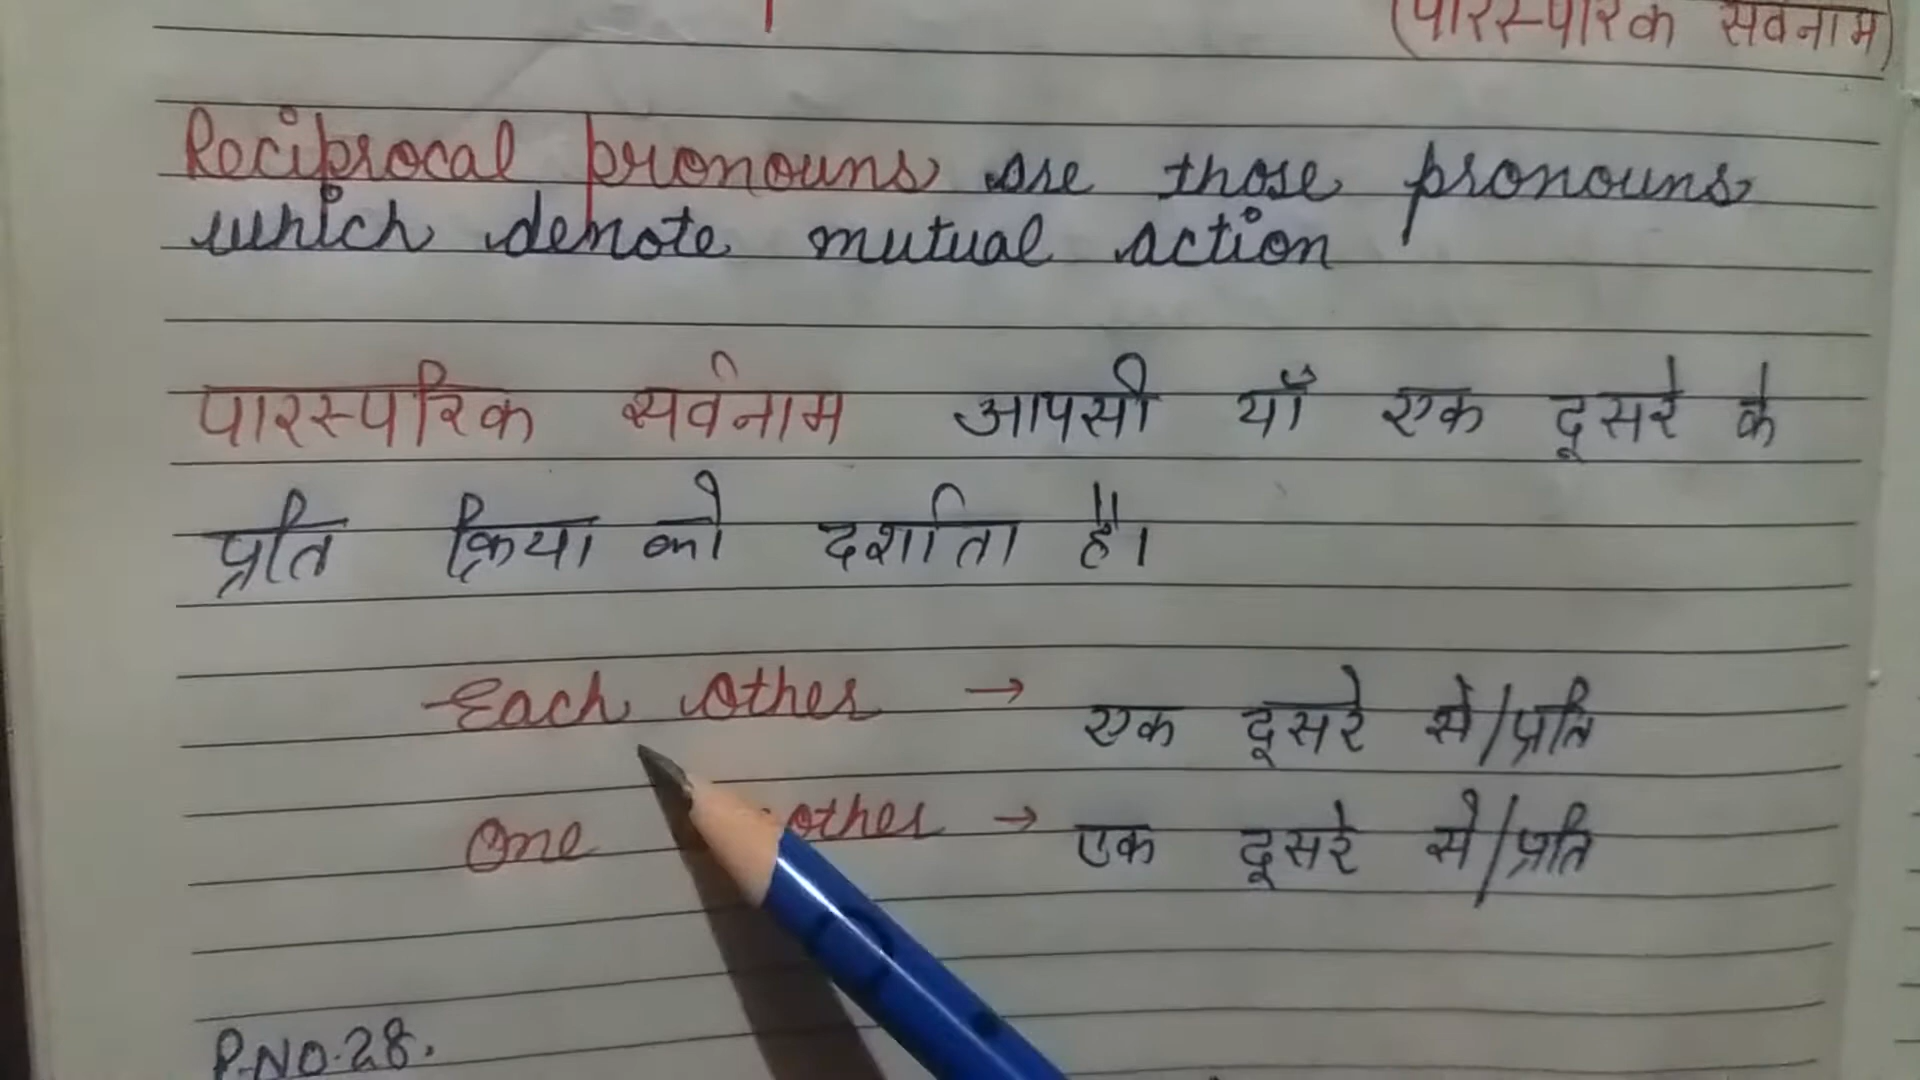 (पारस्परिक सर्वनाम)
Reciprocal pronouns are those pronouns
which denote mutual action
पारस्परिक सर्वनाम आपसी याँ एक दूसरे के
प्रति क्रिया को दर्शाता है।
Each other → एक दूसरे से/प्रति
One other → एक दूसरे से/प्रति
P.NO.28.